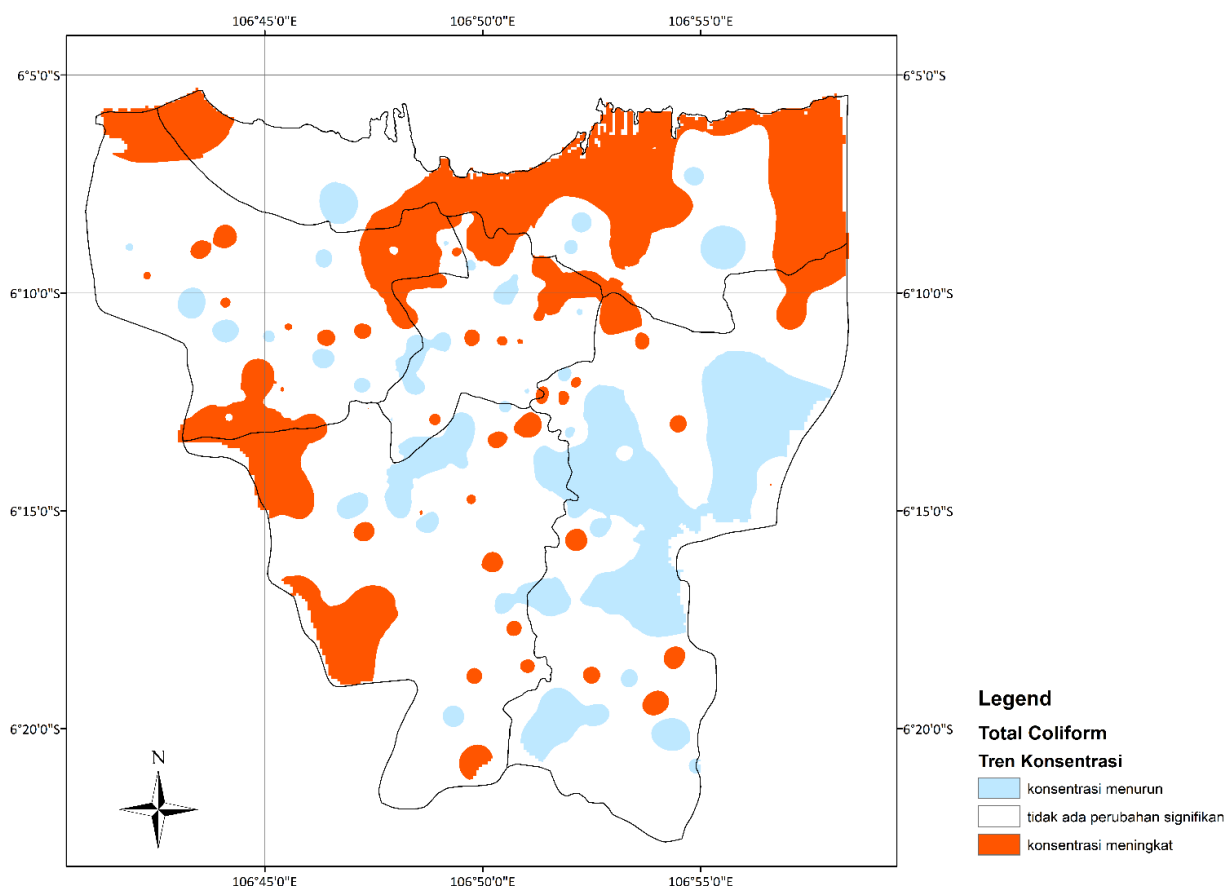 106°45'0"E 106°50'0"E 106°55'0"E
6°5'0"S 6°5'0"S
6°10'0"S 6°10'0"S
6°15'0"S 6°15'0"S
6°20'0"S 6°20'0"S
N
106°45'0"E 106°50'0"E 106°55'0"E
Legend
Total Coliform
Tren Konsentrasi
konsentrasi menurun
tidak ada perubahan signifikan
konsentrasi meningkat